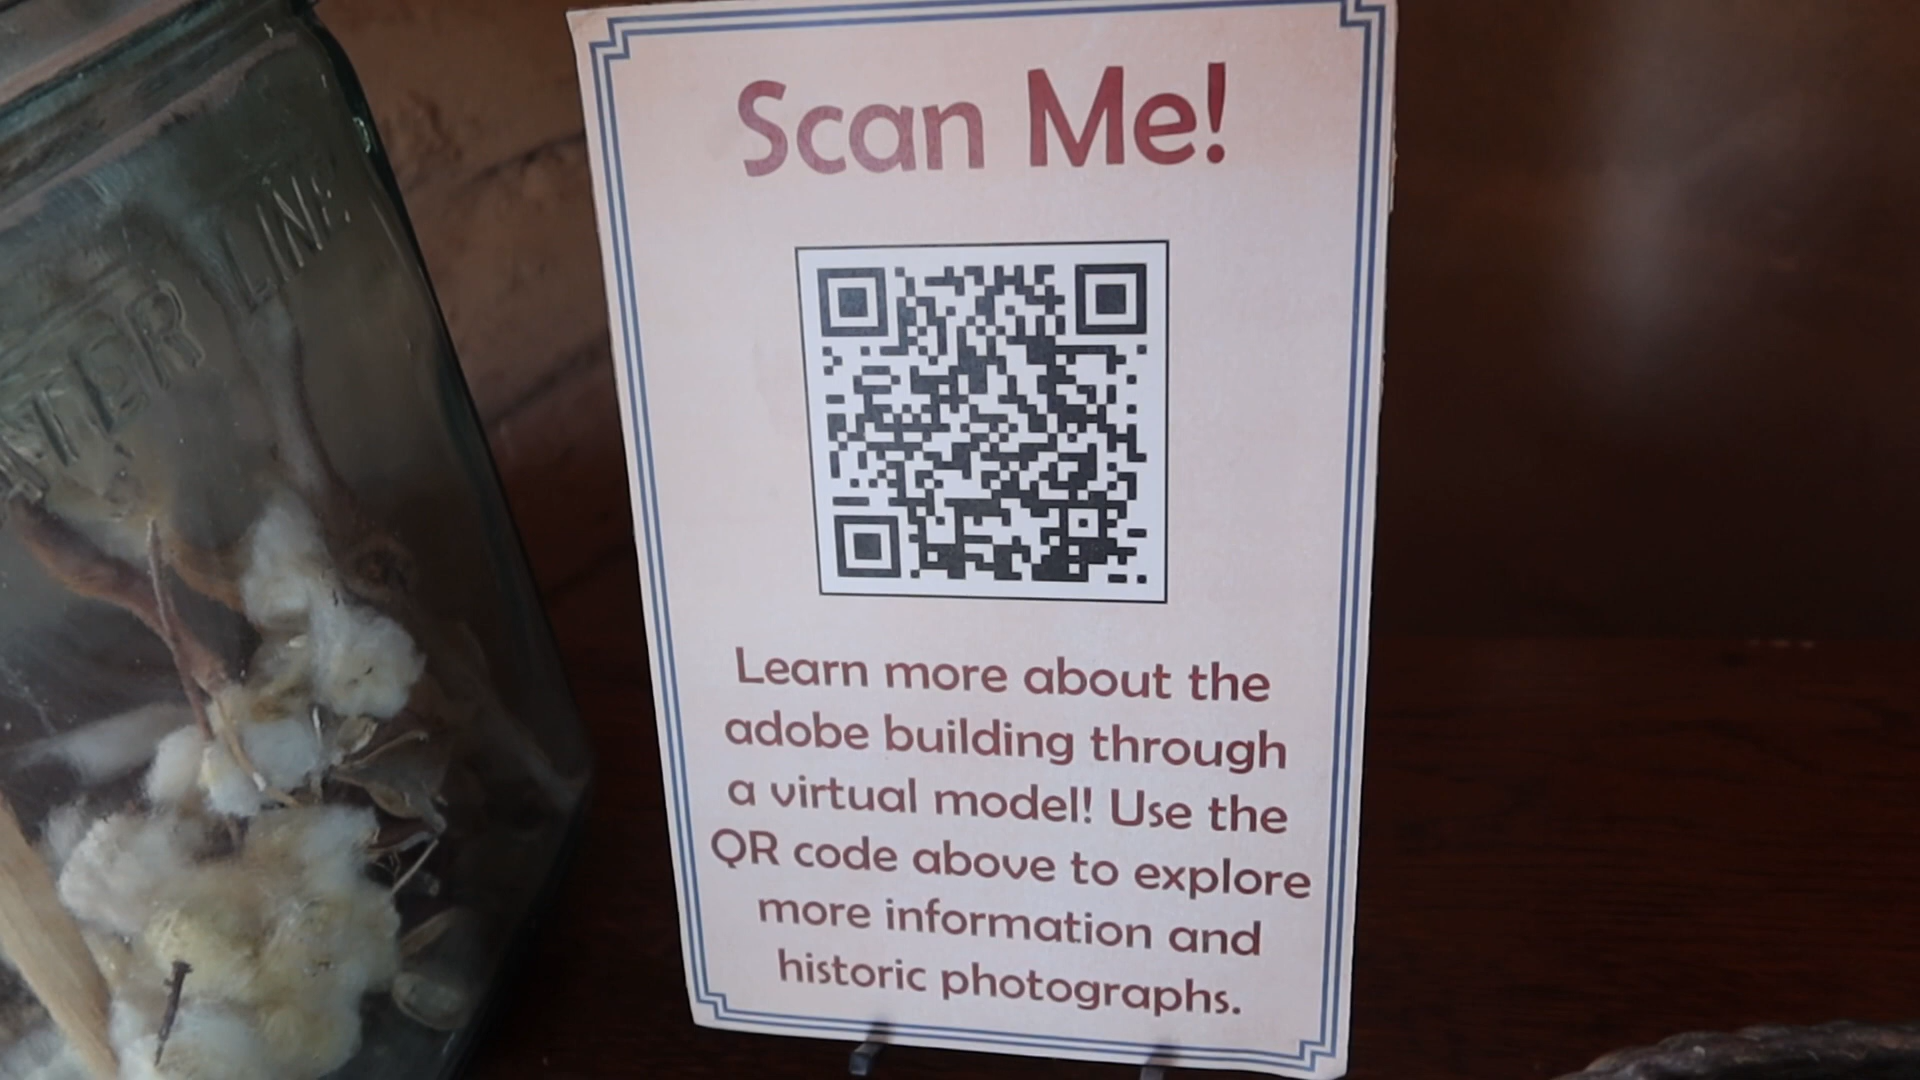 Scan Me!
Learn more about the
adobe building through
a virtual model! Use the
QR code above to explore
more information and
historic photographs.
LINE